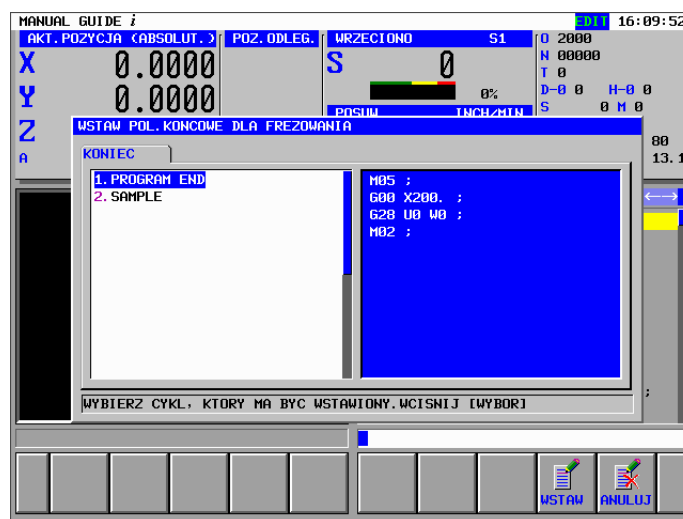 MANUAL GUIDE i EDIT 16:09:52
AKT.POZYCJA (ABSOLUT.) POZ.ODLEG. WRZECIONO S1 O 2000
X 0.0000 S 0 N 00000
T 0
Y 0.0000 0% D-0 0 H-0 0
POSUW INCH/MIN S 0 M 0
Z WSTAW POL.KONCOWE DLA FREZOWANIA
80
A KONIEC 13.1
1.PROGRAM END M05 ;
2.SAMPLE G00 X200. ;
G28 U0 W0 ;
M02 ;
;
WYBIERZ CYKL, KTORY MA BYC WSTAWIONY.WCISNIJ [WYBOR]
WSTAW ANULUJ